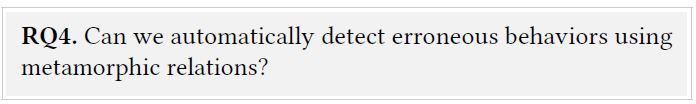 RQ4. Can we automatically detect erroneous behaviors using
metamorphic relations?